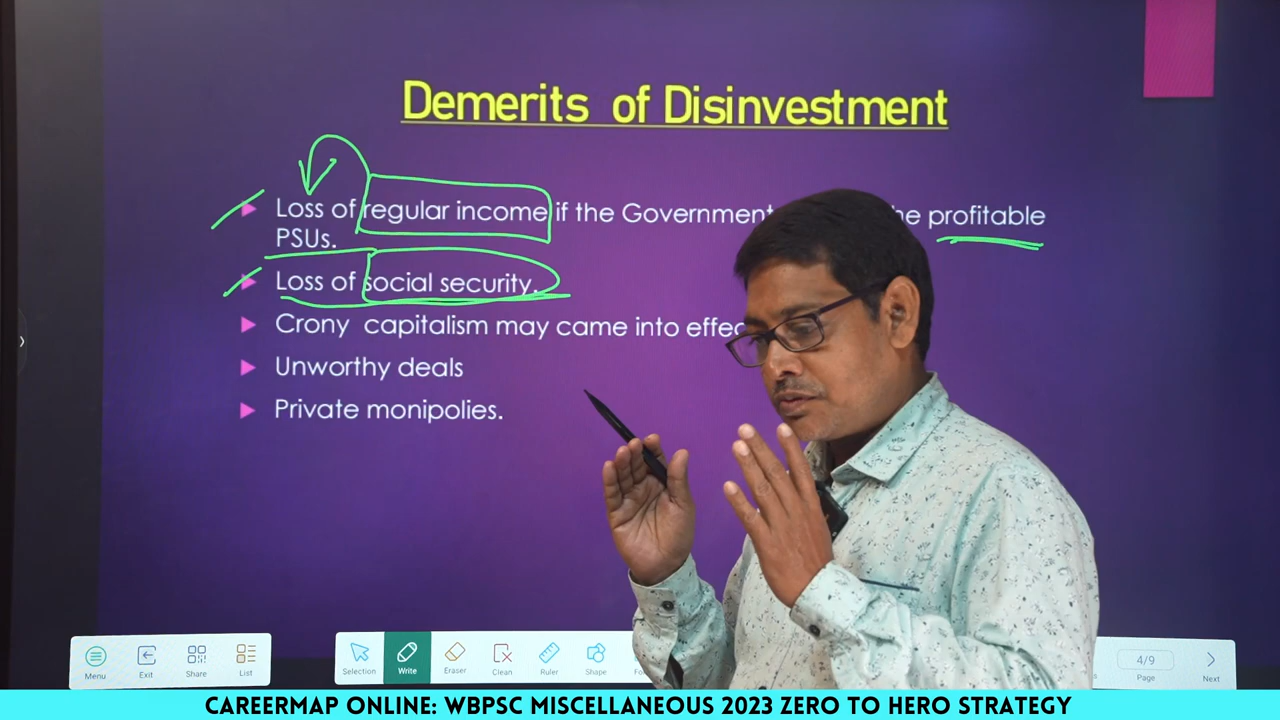 Demerits of Disinvestment
Loss of regular income if the Government he profitable
PSUs.
Loss of social security.
Crony capitalism may came into effec
Unworthy deals
Private monipolies.
Menu
Exit
Share
List
Selection
Write
Eraser
Clean
Ruler
Shape
4/9
Page
Next
CAREERMAP ONLINE: WBPSC MISCELLANEOUS 2023 ZERO TO HERO STRATEGY